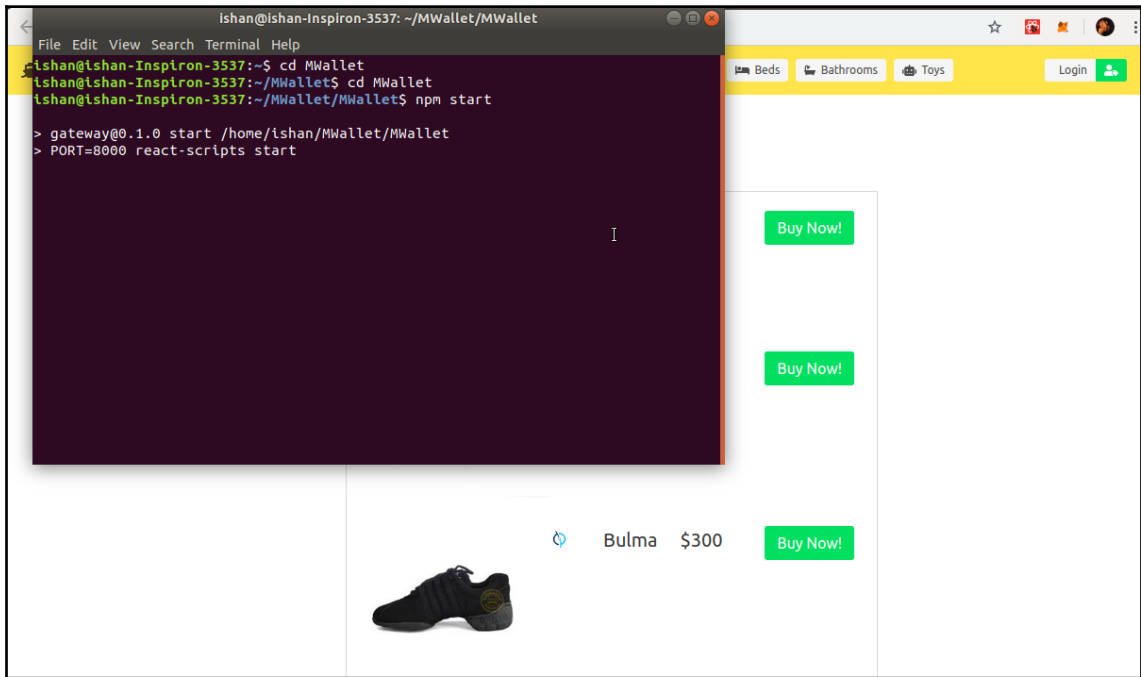 ishan@ishan-Inspiron-3537: ~/MWallet/MWallet
File Edit View Search Terminal Help
ishan@ishan-Inspiron-3537:~$ cd MWallet
ishan@ishan-Inspiron-3537:~/MWallet$ cd MWallet
ishan@ishan-Inspiron-3537:~/MWallet/MWallet$ npm start
> gateway@0.1.0 start /home/ishan/MWallet/MWallet
> PORT=8000 react-scripts start
Beds Bathrooms Toys Login
Buy Now!
Buy Now!
Bulma $300 Buy Now!